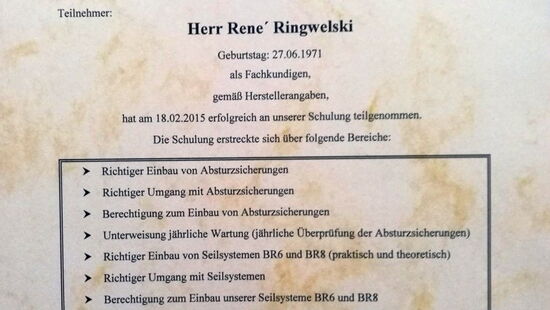 Teilnehmer:
Herr Rene´ Ringwelski
Geburtstag: 27.06.1971
als Fachkundigen,
gemäß Herstellerangaben,
hat am 18.02.2015 erfolgreich an unserer Schulung teilgenommen.
Die Schulung erstreckte sich über folgende Bereiche:
➤ Richtiger Einbau von Absturzsicherungen
➤ Richtiger Umgang mit Absturzsicherungen
➤ Berechtigung zum Einbau von Absturzsicherungen
➤ Unterweisung jährliche Wartung (jährliche Überprüfung der Absturzsicherungen)
➤ Richtiger Einbau von Seilsystemen BR6 und BR8 (praktisch und theoretisch)
➤ Richtiger Umgang mit Seilsystemen
➤ Berechtigung zum Einbau unserer Seilsysteme BR6 und BR8